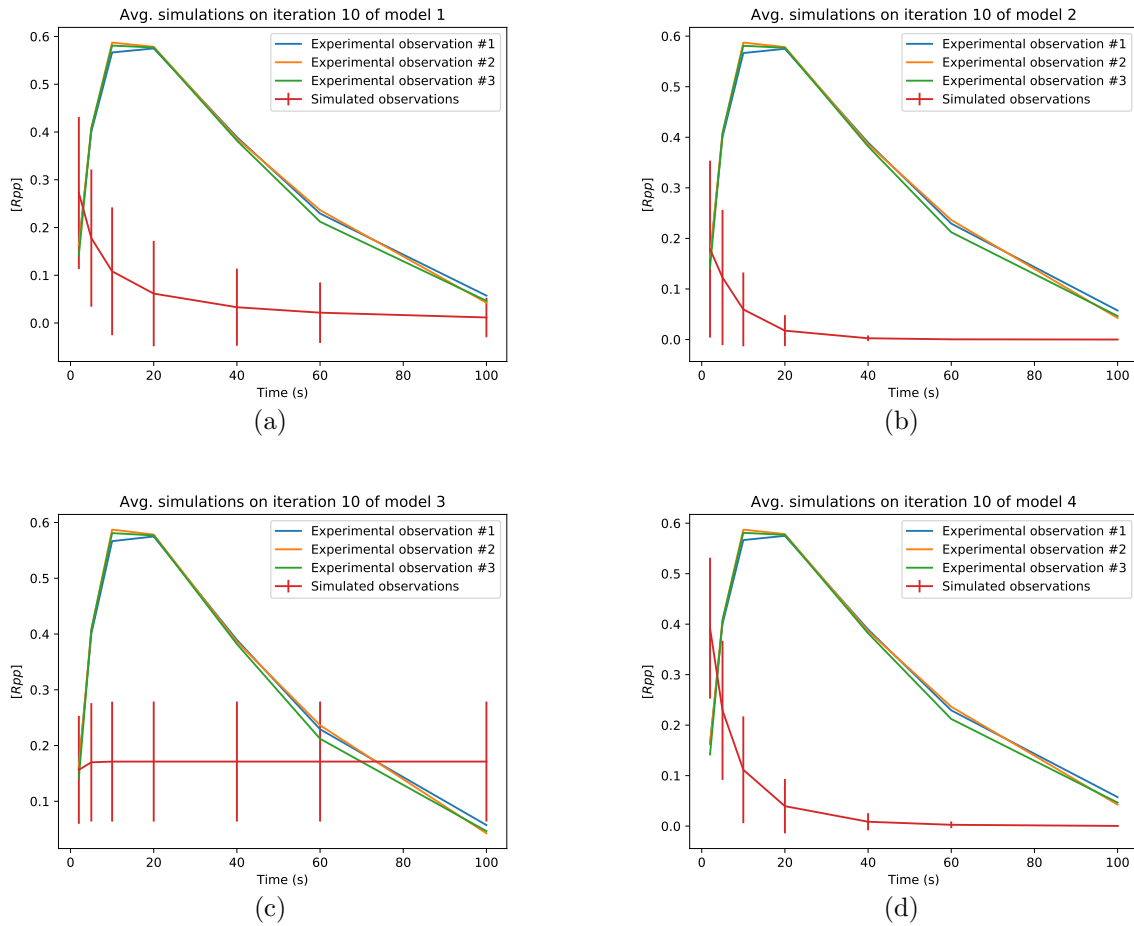 Avg. simulations on iteration 10 of model 1
Experimental observation #1
Experimental observation #2
Experimental observation #3
Simulated observations
[Rpp]
0.6
0.5
0.4
0.3
0.2
0.1
0.0
0 20 40 60 80 100
Time (s)
(a)
Avg. simulations on iteration 10 of model 2
Experimental observation #1
Experimental observation #2
Experimental observation #3
Simulated observations
[Rpp]
0.6
0.5
0.4
0.3
0.2
0.1
0.0
0 20 40 60 80 100
Time (s)
(b)
Avg. simulations on iteration 10 of model 3
Experimental observation #1
Experimental observation #2
Experimental observation #3
Simulated observations
[Rpp]
0.6
0.5
0.4
0.3
0.2
0.1
0 20 40 60 80 100
Time (s)
(c)
Avg. simulations on iteration 10 of model 4
Experimental observation #1
Experimental observation #2
Experimental observation #3
Simulated observations
[Rpp]
0.6
0.5
0.4
0.3
0.2
0.1
0.0
0 20 40 60 80 100
Time (s)
(d)